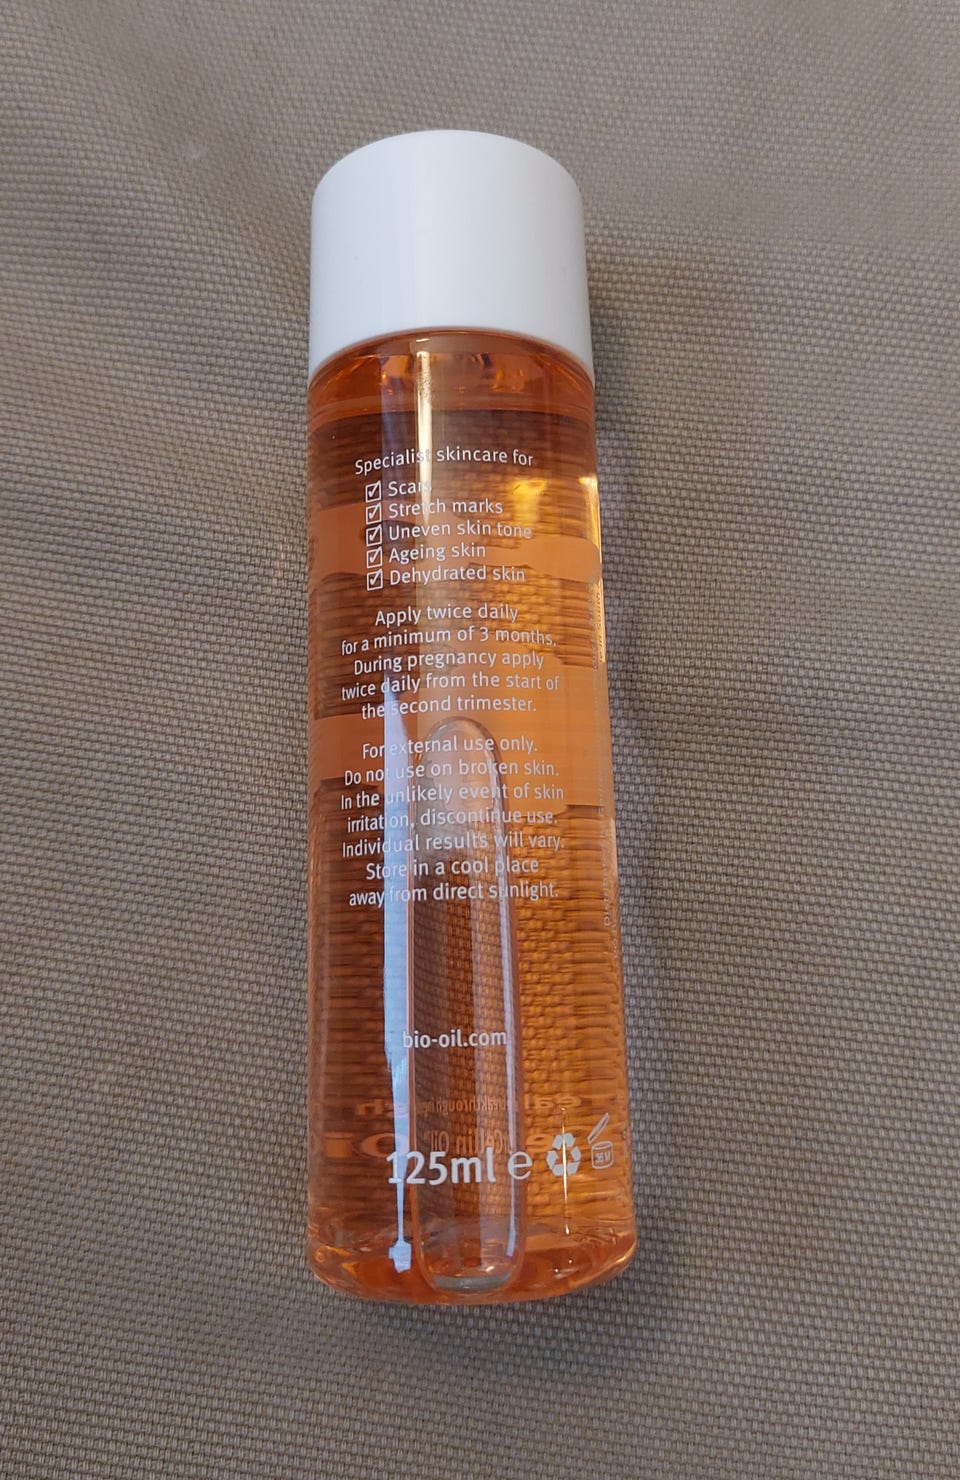 Specialist skincare for
☑ Scars
☑ Stretch marks
☑ Uneven skin tone
☑ Ageing skin
☑ Dehydrated skin
Apply twice daily
for a minimum of 3 months.
During pregnancy apply
twice daily from the start of
the second trimester.
For external use only.
Do not use on broken skin.
In the unlikely event of skin
irritation, discontinue use.
Individual results will vary.
Store in a cool place
away from direct sunlight.
bio-oil.com
125ml e
36 M